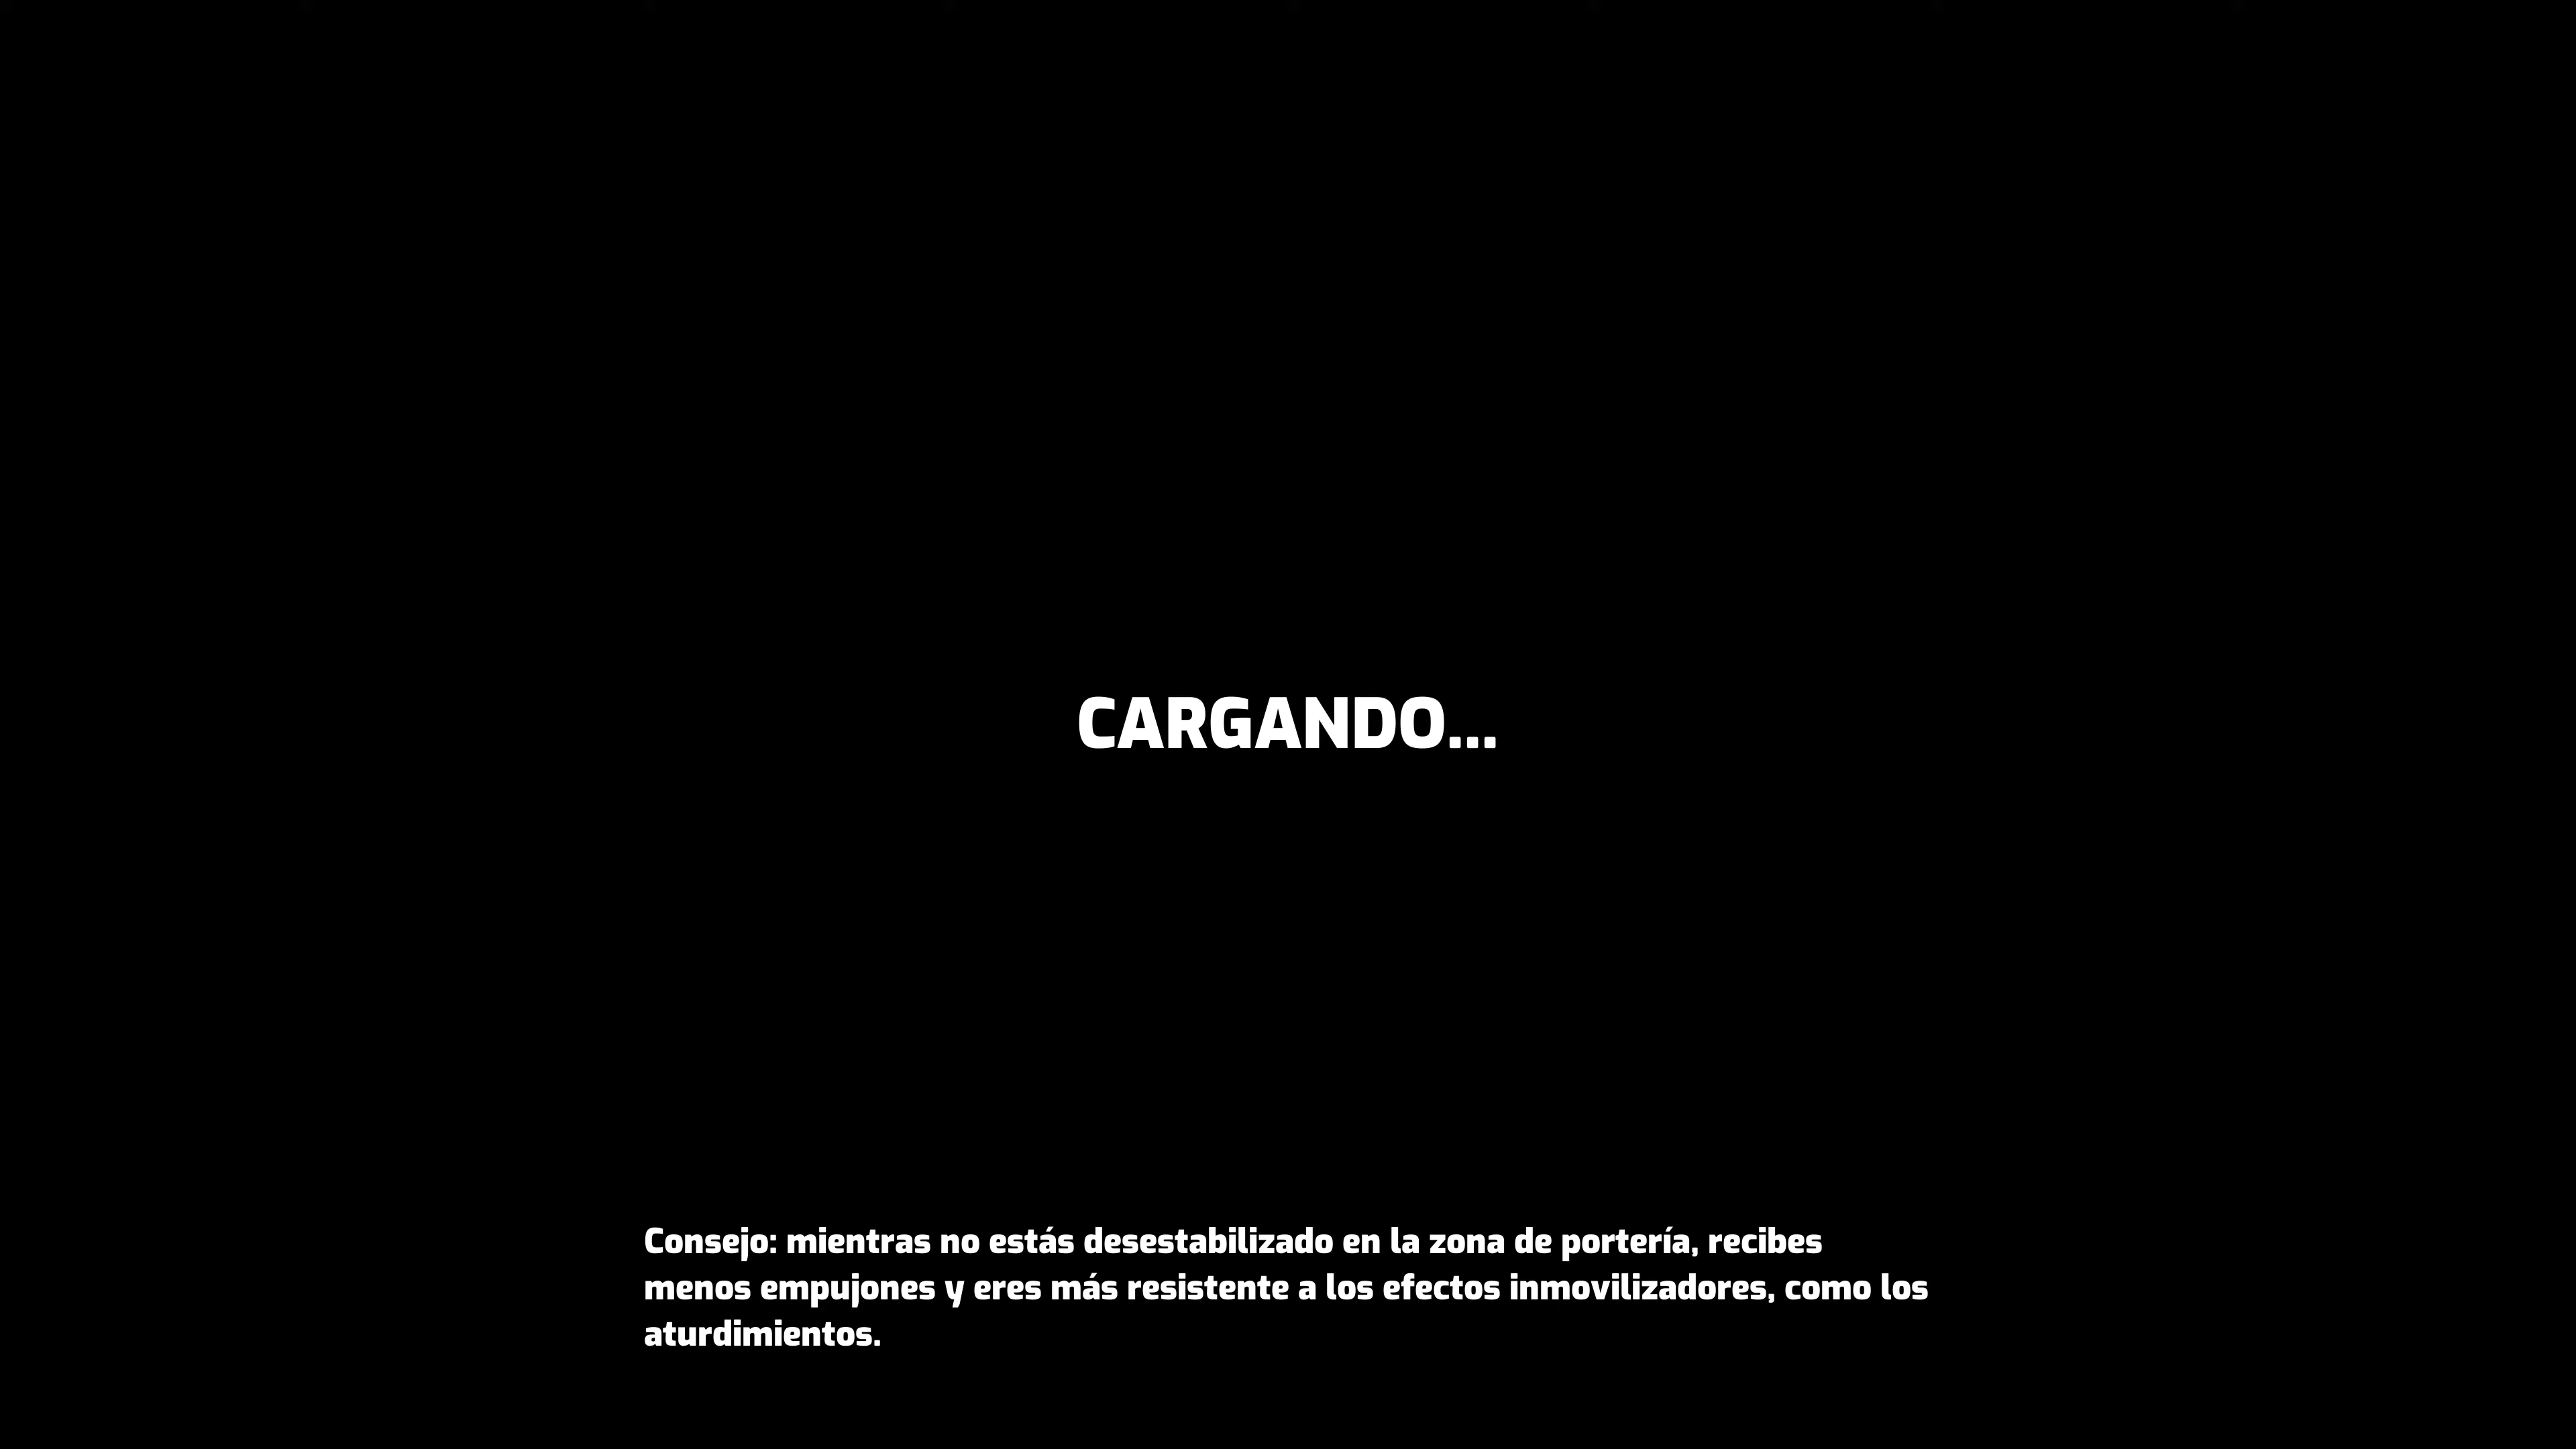 CARGANDO...
Consejo: mientras no estás desestabilizado en la zona de portería, recibes
menos empujones y eres más resistente a los efectos inmovilizadores, como los
aturdimientos.